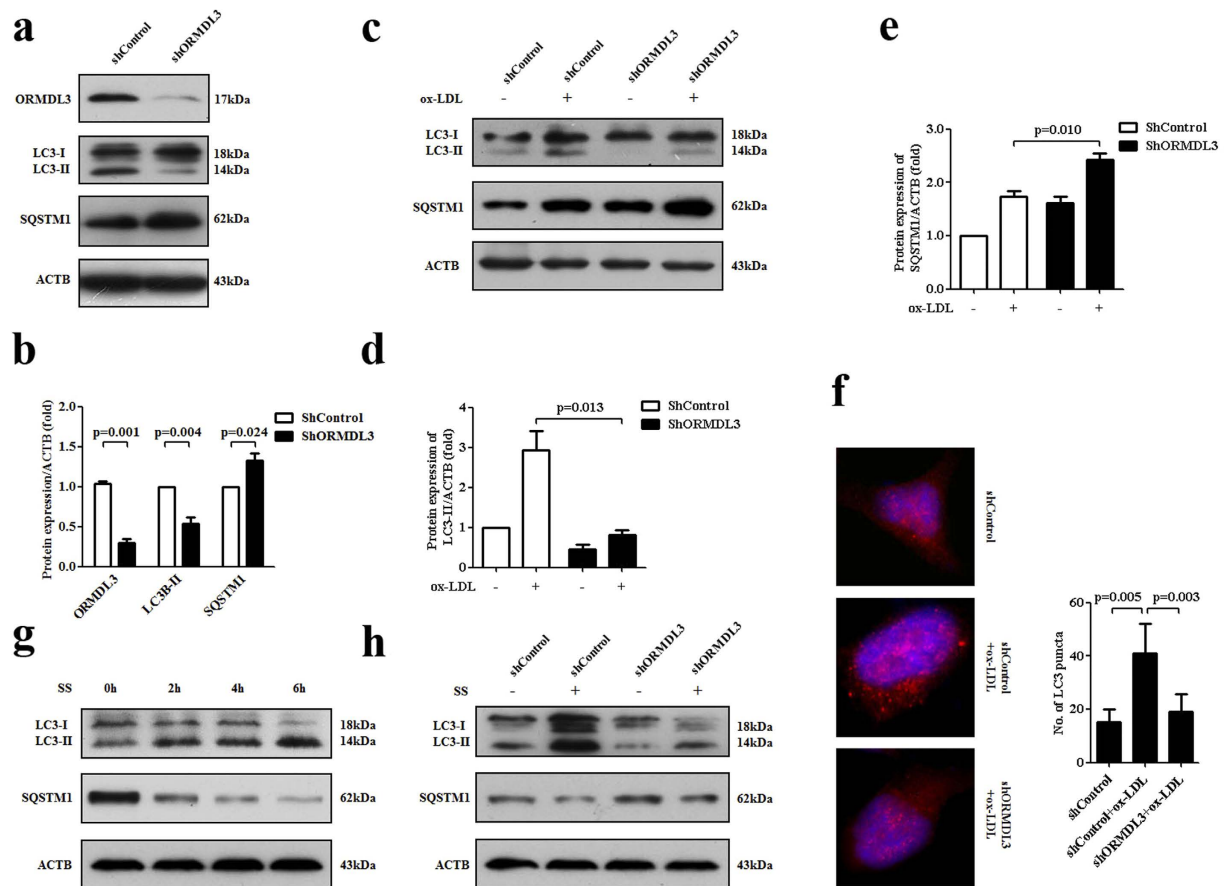 a
shControl
shORMDL3
ORMDL3
17kDa
LC3-I
18kDa
LC3-II
14kDa
SQSTM1
62kDa
ACTB
43kDa
b
Protein expression/ACTB (fold)
2.0
1.5
1.0
0.5
0.0
ShControl
ShORMDL3
p=0.001
p=0.004
p=0.024
ORMDL3
LC3B-II
SQSTM1
c
shControl
shControl
shORMDL3
shORMDL3
ox-LDL - + - +
LC3-I
18kDa
LC3-II
14kDa
SQSTM1
62kDa
ACTB
43kDa
d
Protein expression of
LC3-II/ACTB (fold)
4
3
2
1
0
p=0.013
ShControl
ShORMDL3
ox-LDL - + - +
e
Protein expression of
SQSTM1/ACTB (fold)
3.0
2.0
1.0
0.0
p=0.010
ShControl
ShORMDL3
ox-LDL - + - +
f
shControl
shControl
+ox-LDL
shORMDL3
+ox-LDL
No. of LC3 puncta
60
40
20
0
p=0.005
p=0.003
shControl
shControl+ox-LDL
shORMDL3+ox-LDL
g
SS 0h 2h 4h 6h
LC3-I
18kDa
LC3-II
14kDa
SQSTM1
62kDa
ACTB
43kDa
h
shControl
shControl
shORMDL3
shORMDL3
SS - + - +
LC3-I
18kDa
LC3-II
14kDa
SQSTM1
62kDa
ACTB
43kDa